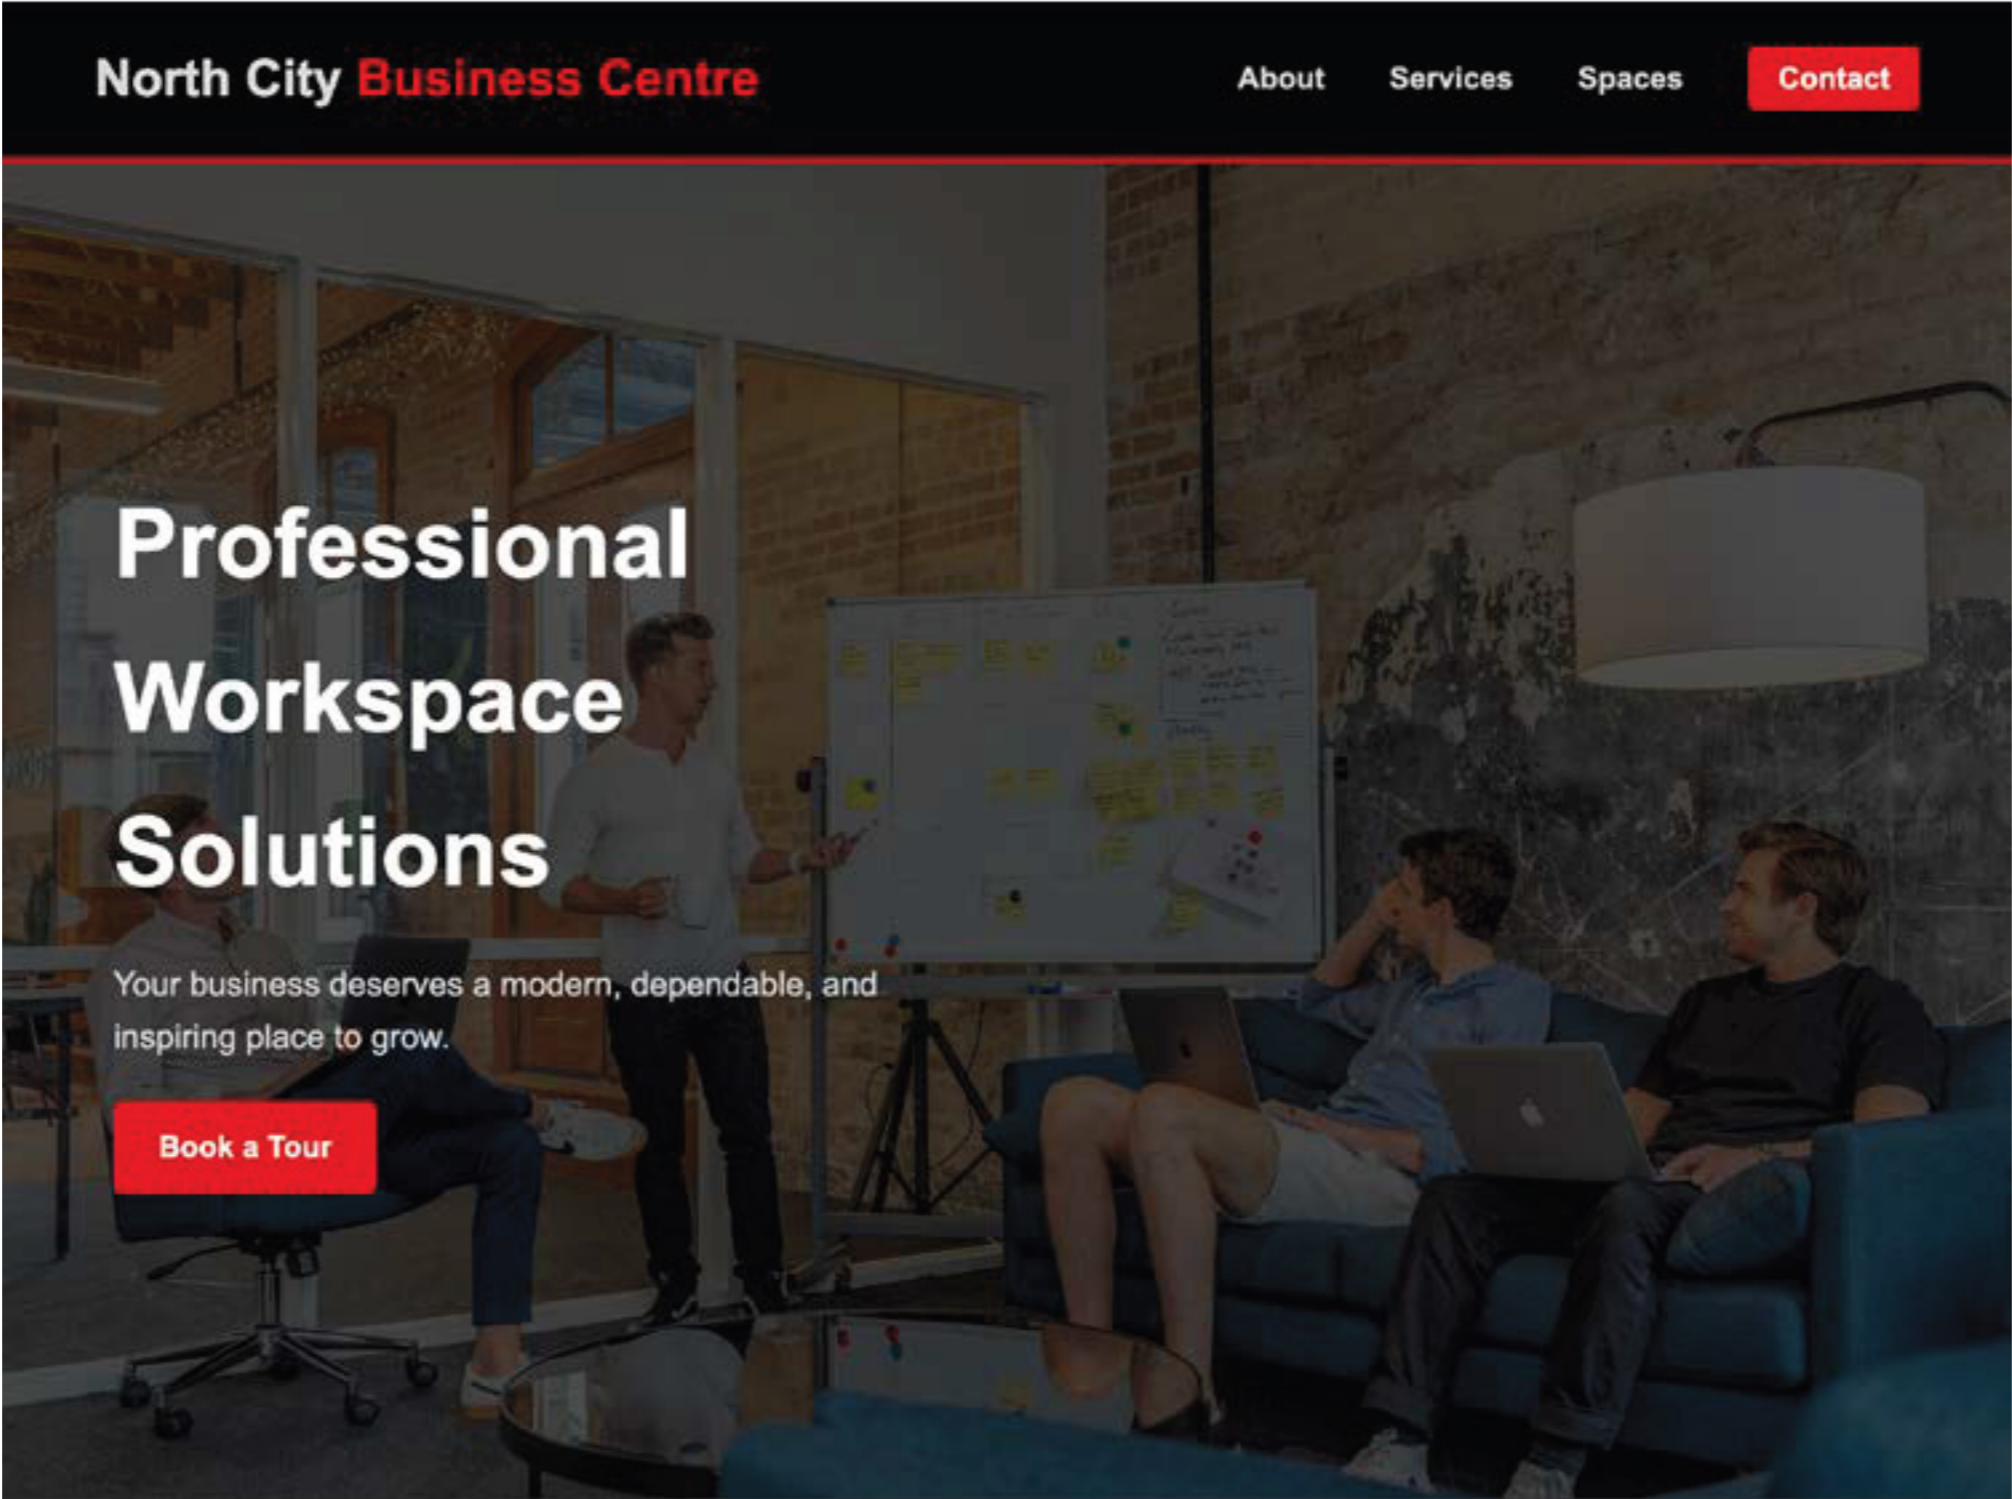 North City Business Centre
About Services Spaces Contact
Professional
Workspace
Solutions
Your business deserves a modern, dependable, and
inspiring place to grow.
Book a Tour